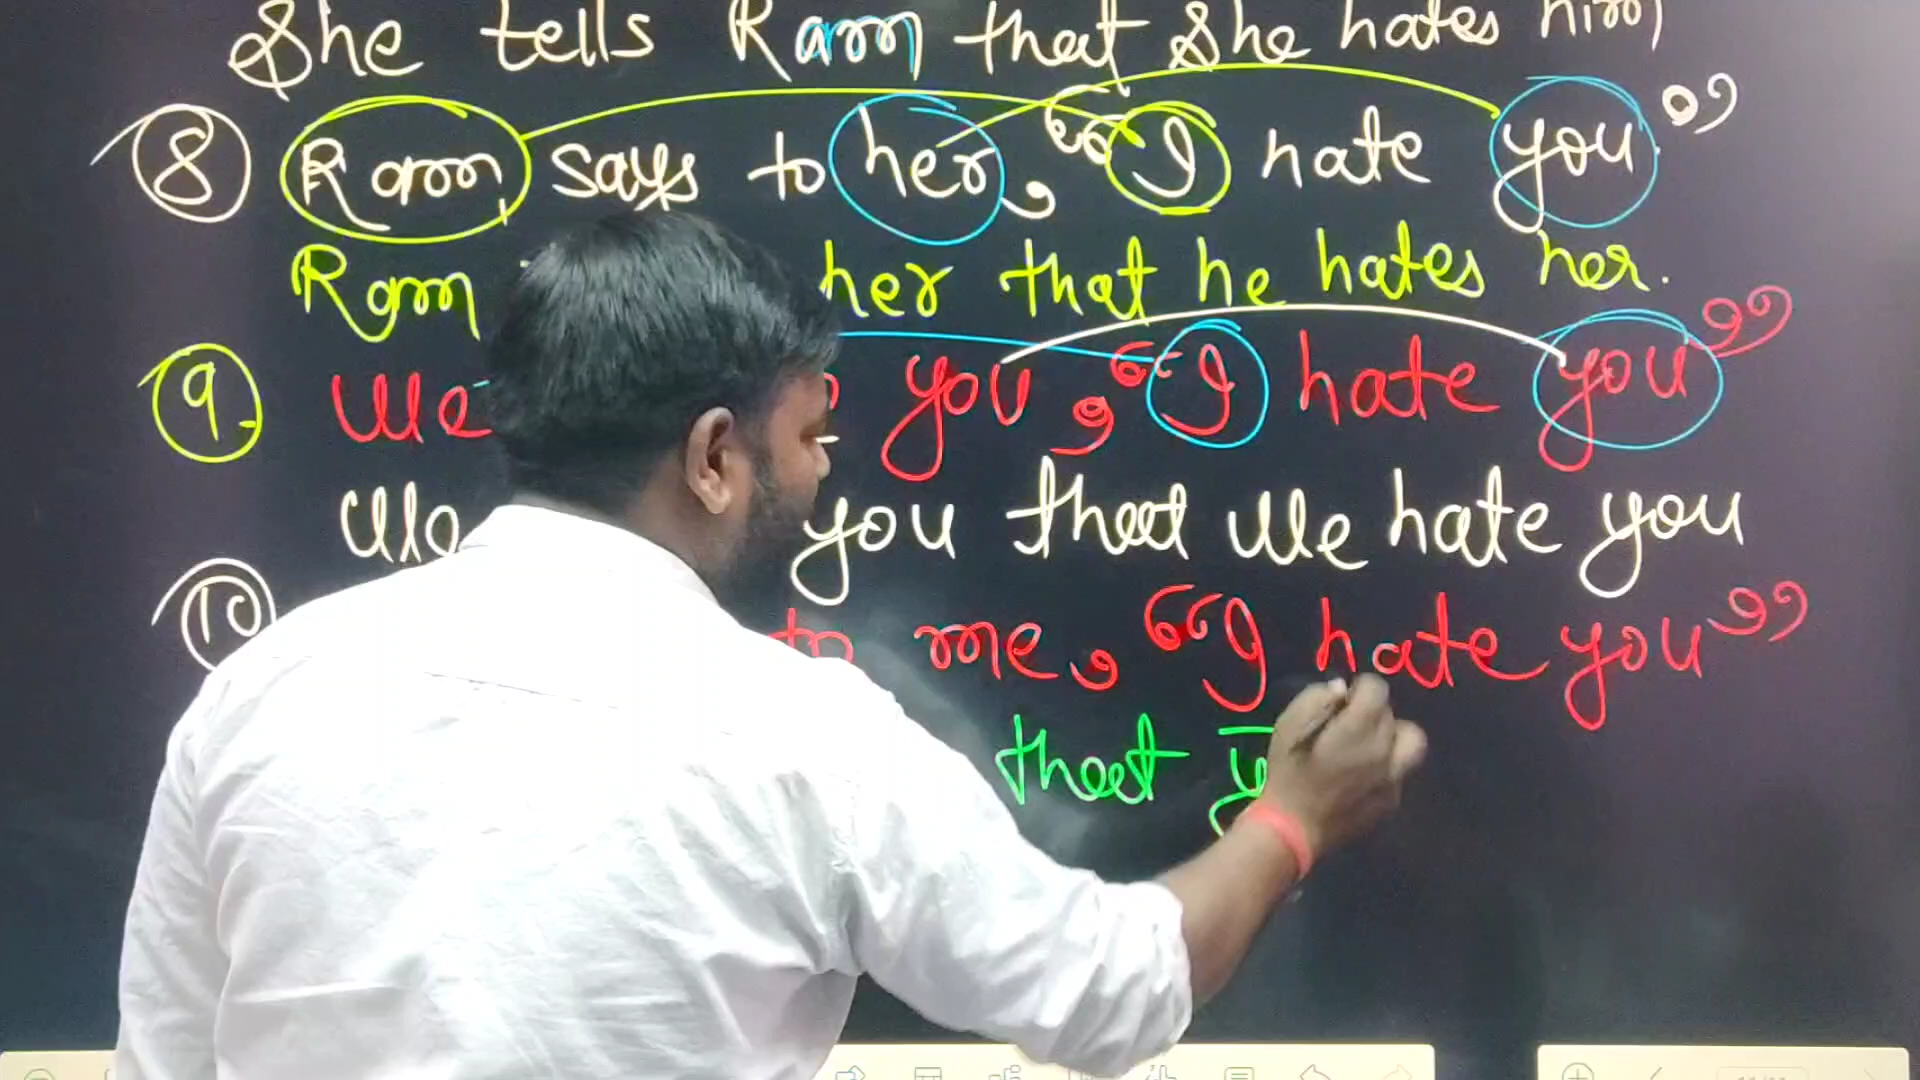 She tells Ram that she hates him
8 Ram says to her, "I hate you."
Ram her that he hates her.
9. We you, "I hate you"
We you that we hate you
10 to me, "I hate you"
that